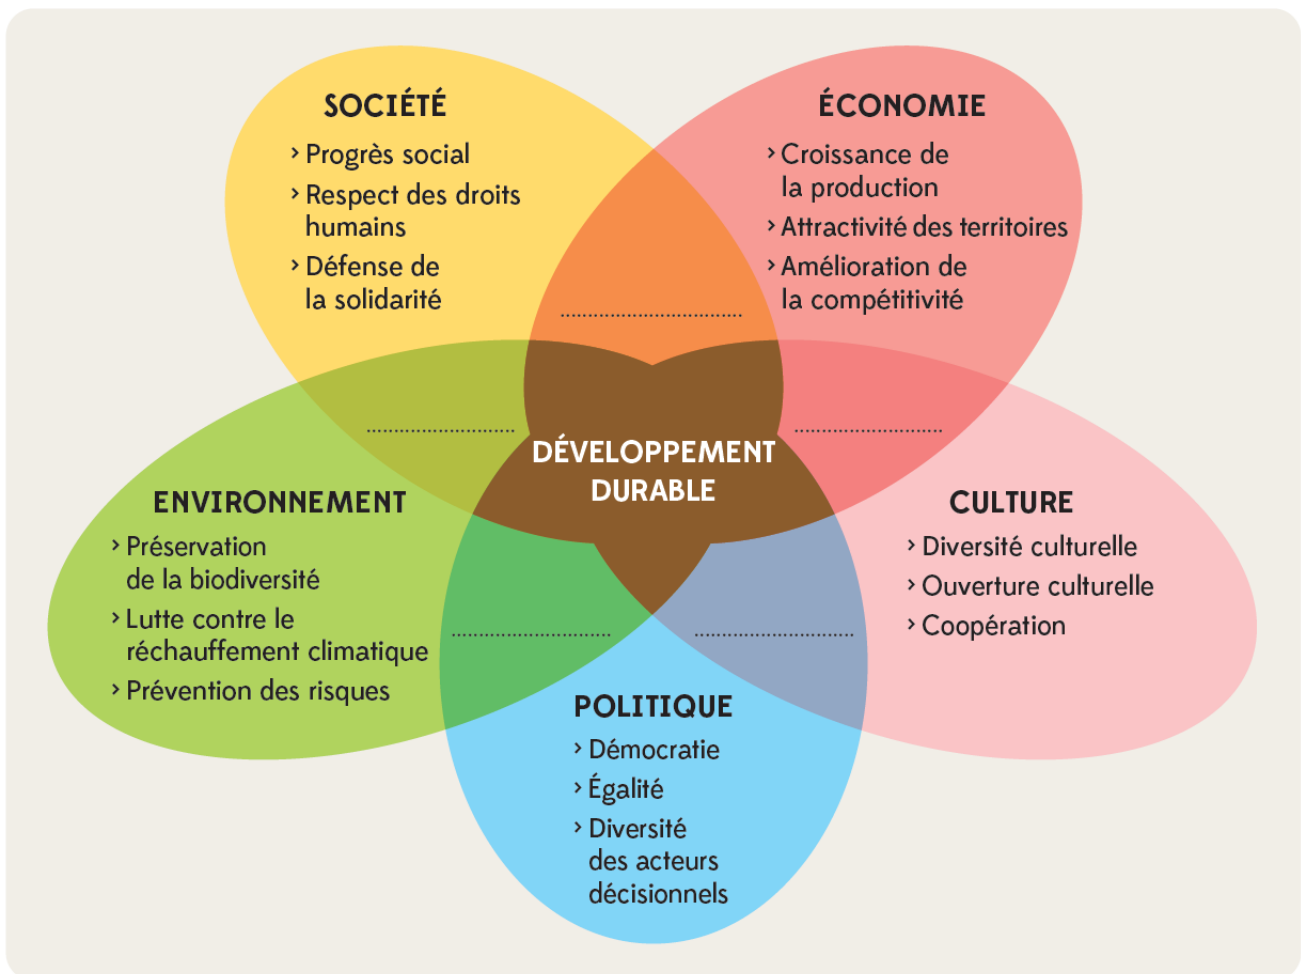 SOCIÉTÉ
› Progrès social
› Respect des droits
humains
› Défense de
la solidarité
ÉCONOMIE
› Croissance de
la production
› Attractivité des territoires
› Amélioration de
la compétitivité
DÉVELOPPEMENT
DURABLE
ENVIRONNEMENT
› Préservation
de la biodiversité
› Lutte contre le
réchauffement climatique
› Prévention des risques
CULTURE
› Diversité culturelle
› Ouverture culturelle
› Coopération
POLITIQUE
› Démocratie
› Égalité
› Diversité
des acteurs
décisionnels